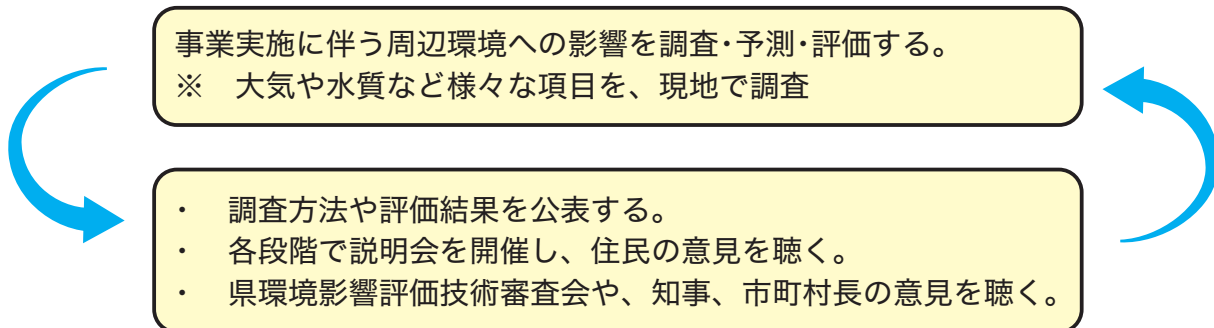 事業実施に伴う周辺環境への影響を調査・予測・評価する。
※　大気や水質など様々な項目を、現地で調査
・　調査方法や評価結果を公表する。
・　各段階で説明会を開催し、住民の意見を聴く。
・　県環境影響評価技術審査会や、知事、市町村長の意見を聴く。